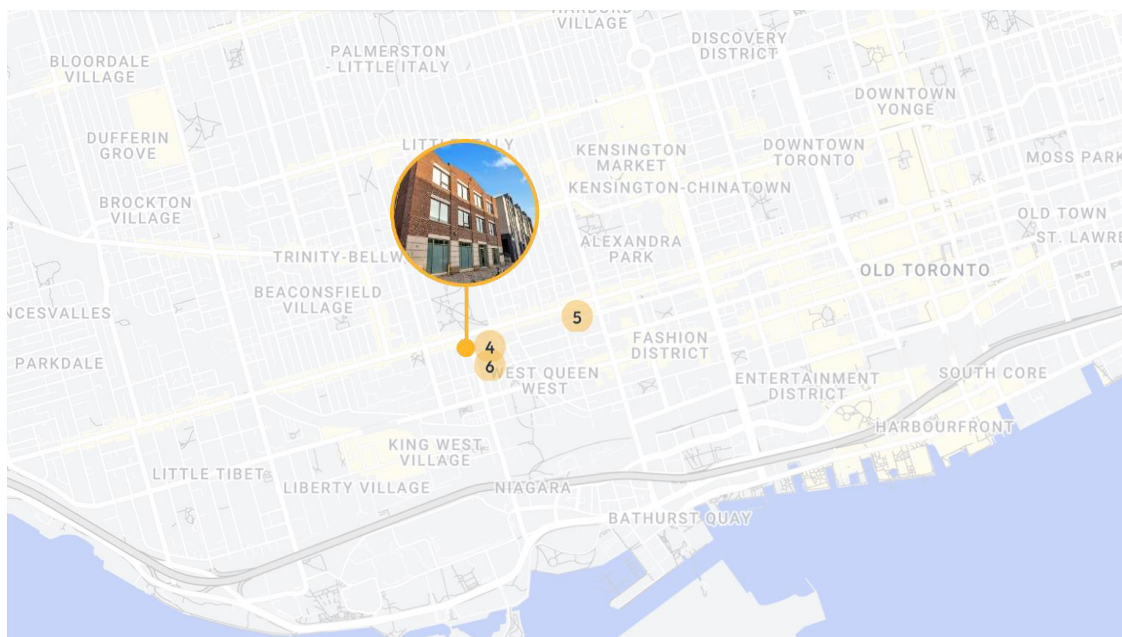 HARBORD
VILLAGE
DISCOVERY
DISTRICT
PALMERSTON
- LITTLE ITALY
BLOORDALE
VILLAGE
DOWNTOWN
YONGE
DUFFERIN
GROVE
LITTLE ITALY
KENSINGTON
MARKET
DOWNTOWN
TORONTO
MOSS PARK
KENSINGTON-CHINATOWN
BROCKTON
VILLAGE
OLD TOWN
ST. LAWRE
ALEXANDRA
PARK
TRINITY-BELLW
OLD TORONTO
BEACONSFIELD
VILLAGE
NCESVALLES
5
FASHION
DISTRICT
4
6
PARKDALE
WEST QUEEN
WEST
ENTERTAINMENT
DISTRICT
SOUTH CORE
HARBOURFRONT
KING WEST
VILLAGE
LITTLE TIBET
LIBERTY VILLAGE
NIAGARA
BATHURST QUAY